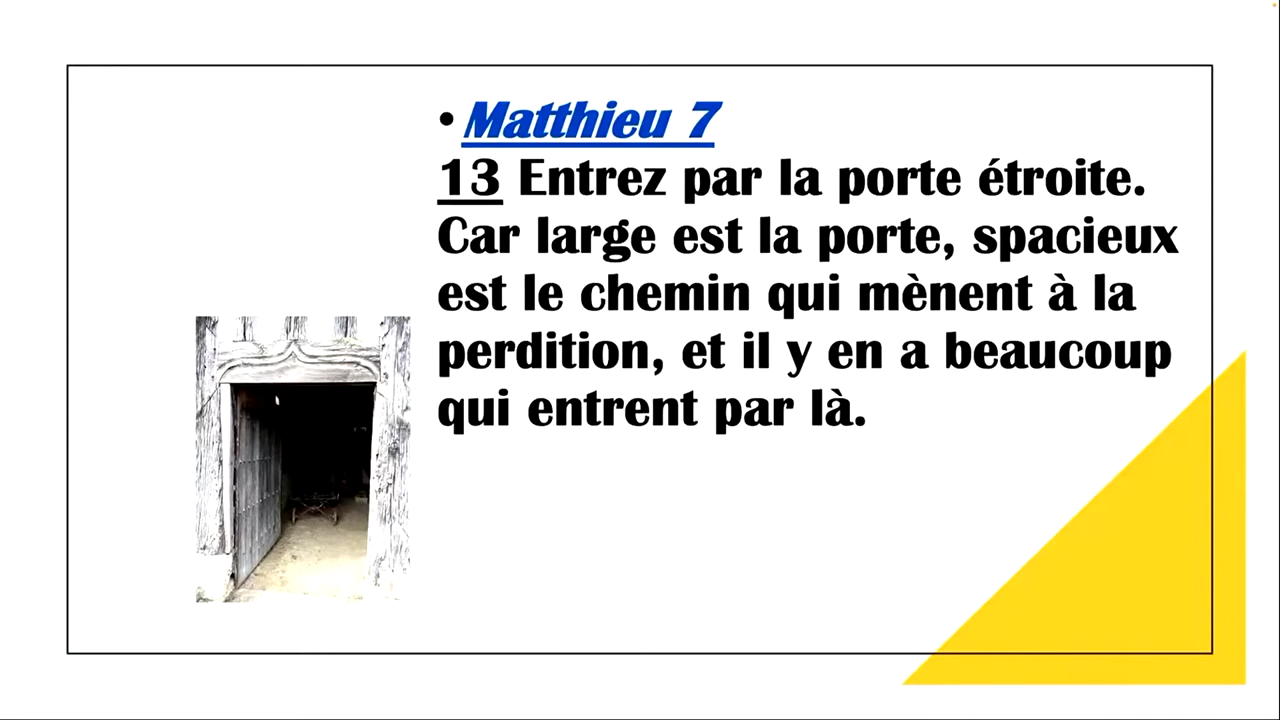 • Matthieu 7
13 Entrez par la porte étroite.
Car large est la porte, spacieux
est le chemin qui mènent à la
perdition, et il y en a beaucoup
qui entrent par là.